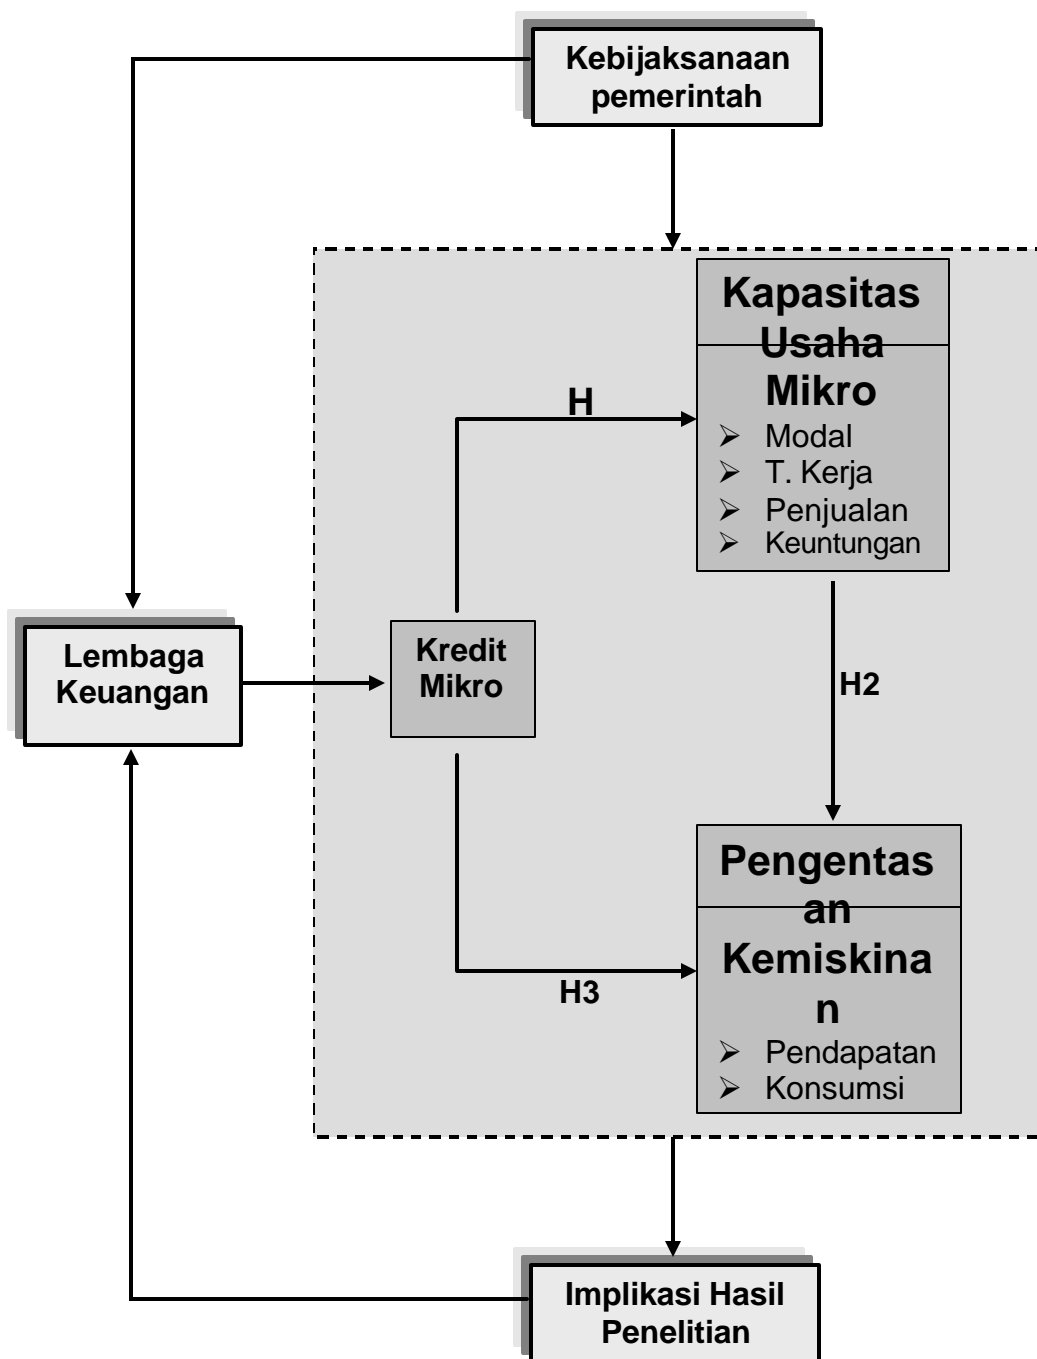 Kebijaksanaan
pemerintah
Kapasitas
Usaha
Mikro
➢ Modal
➢ T. Kerja
➢ Penjualan
➢ Keuntungan
H
Lembaga
Keuangan
Kredit
Mikro
H2
Pengentas
an
Kemiskina
n
➢ Pendapatan
➢ Konsumsi
H3
Implikasi Hasil
Penelitian